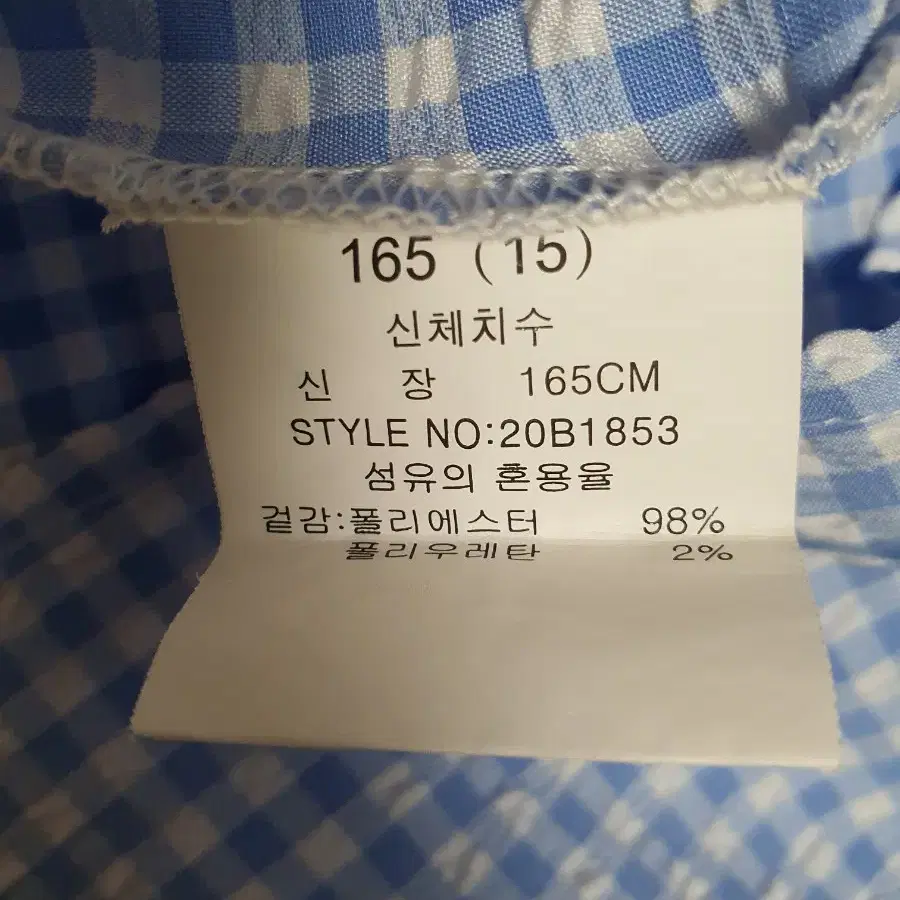 165 (15)
신체치수
신 장 165CM
STYLE NO:20B1853
섬유의 혼용율
겉감:폴리에스터 98%
폴리우레탄 2%